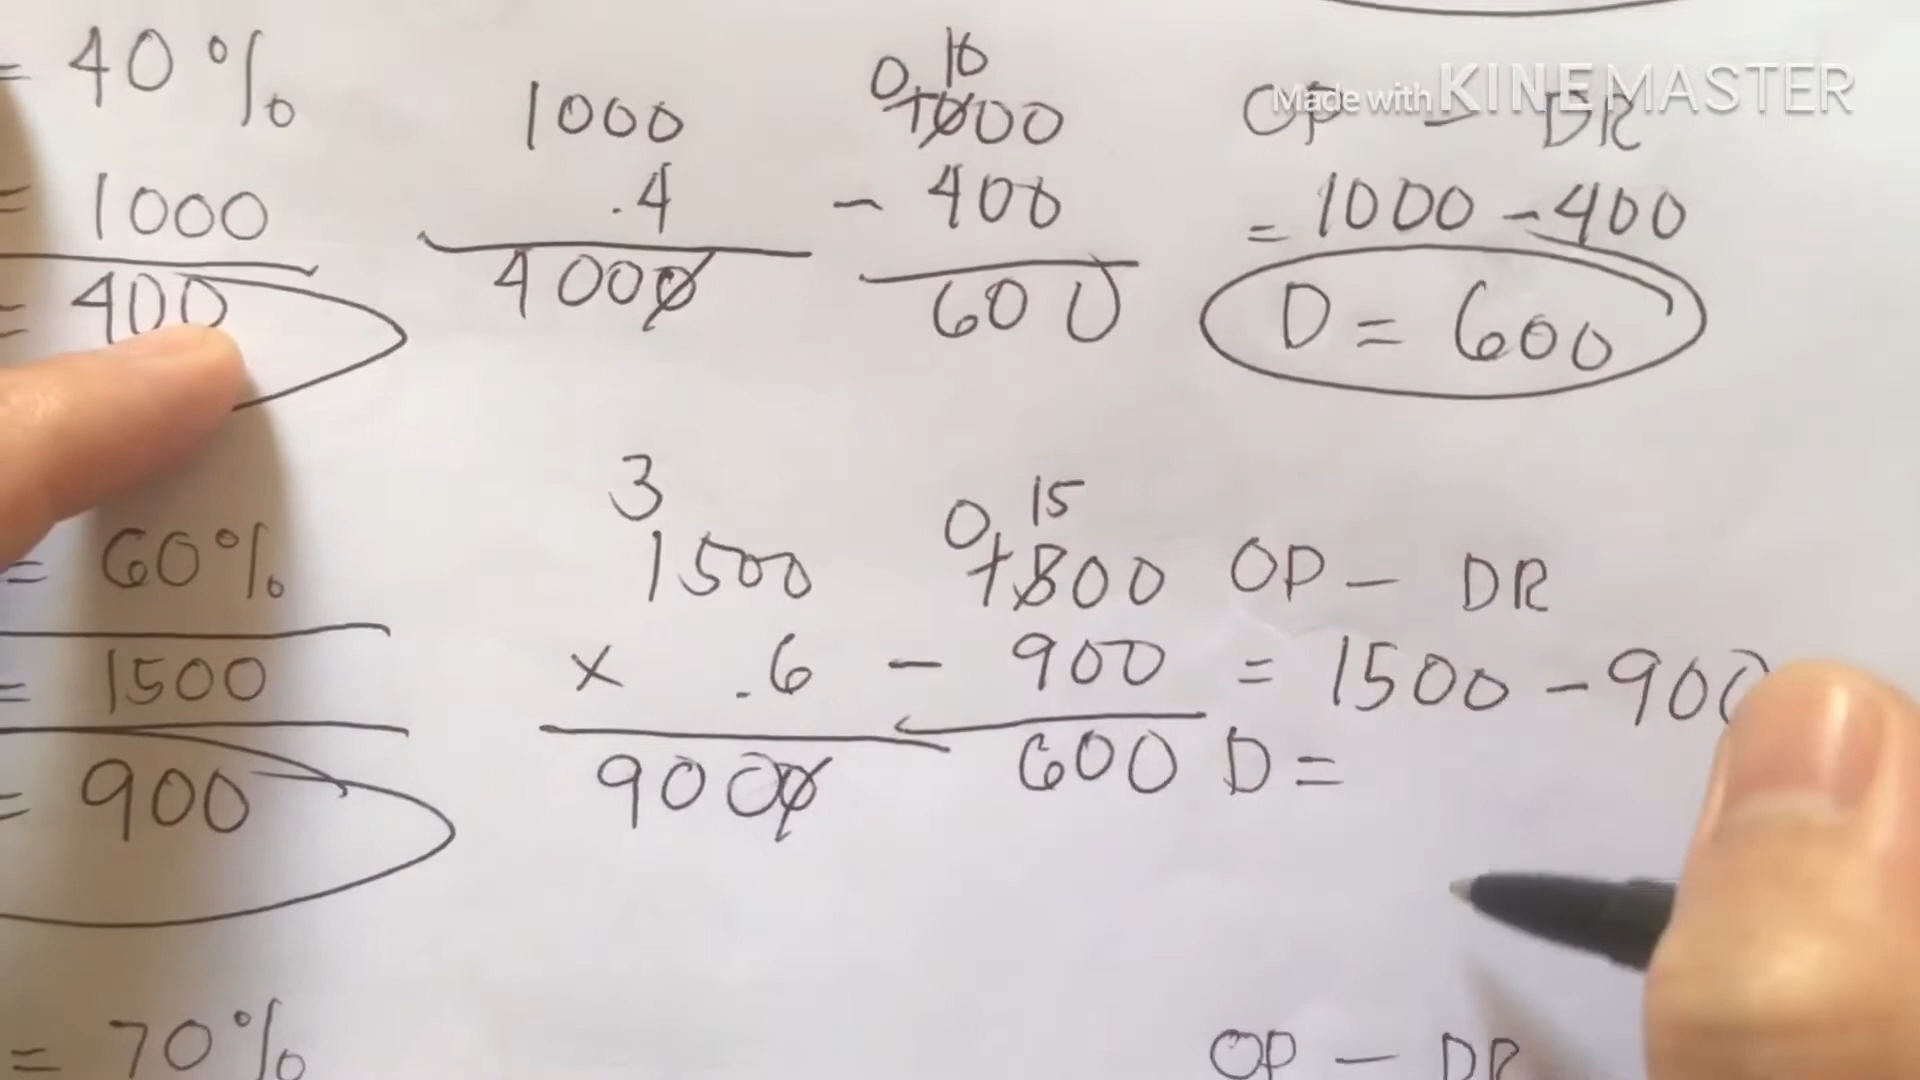 = 40%
= 1000
= 400
1000
.4
4000
0 10
1000
- 400
600
OP - DR
= 1000 - 400
D = 600
Made with KINEMASTER
= 60%
= 1500
= 900
3
1500
x .6
9000
0 15
1500
- 900
600
OP - DR
= 1500 - 900
D =
= 70%
OP - DR